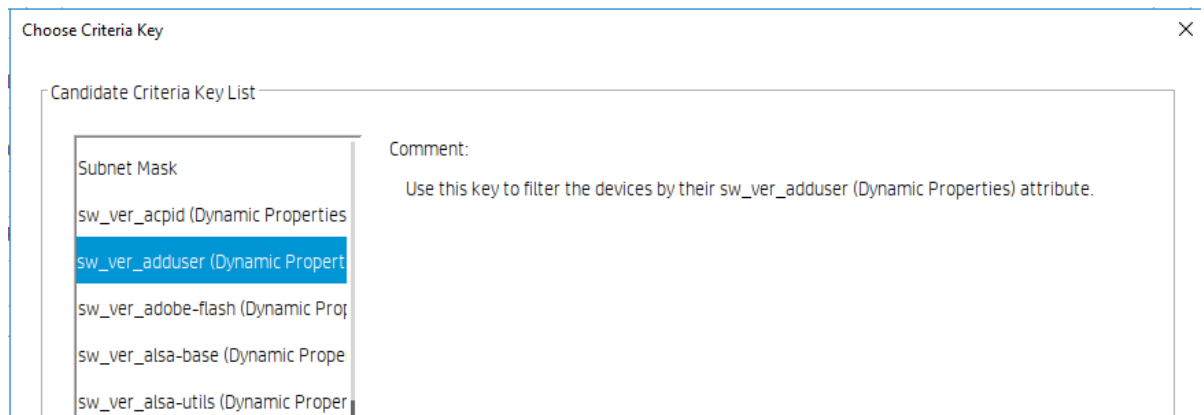 Choose Criteria Key
Candidate Criteria Key List
Subnet Mask
sw_ver_acpid (Dynamic Properties
sw_ver_adduser (Dynamic Propert
sw_ver_adobe-flash (Dynamic Prop
sw_ver_alsa-base (Dynamic Prope
sw_ver_alsa-utils (Dynamic Proper
Comment:
Use this key to filter the devices by their sw_ver_adduser (Dynamic Properties) attribute.